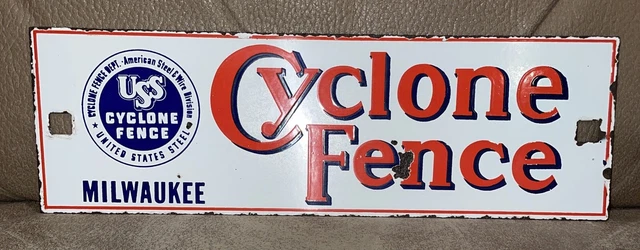 CYCLONE FENCE DEPT. - American Steel & Wire Division
USS
CYCLONE
FENCE
★ UNITED STATES STEEL ★
MILWAUKEE
Cyclone
Fence